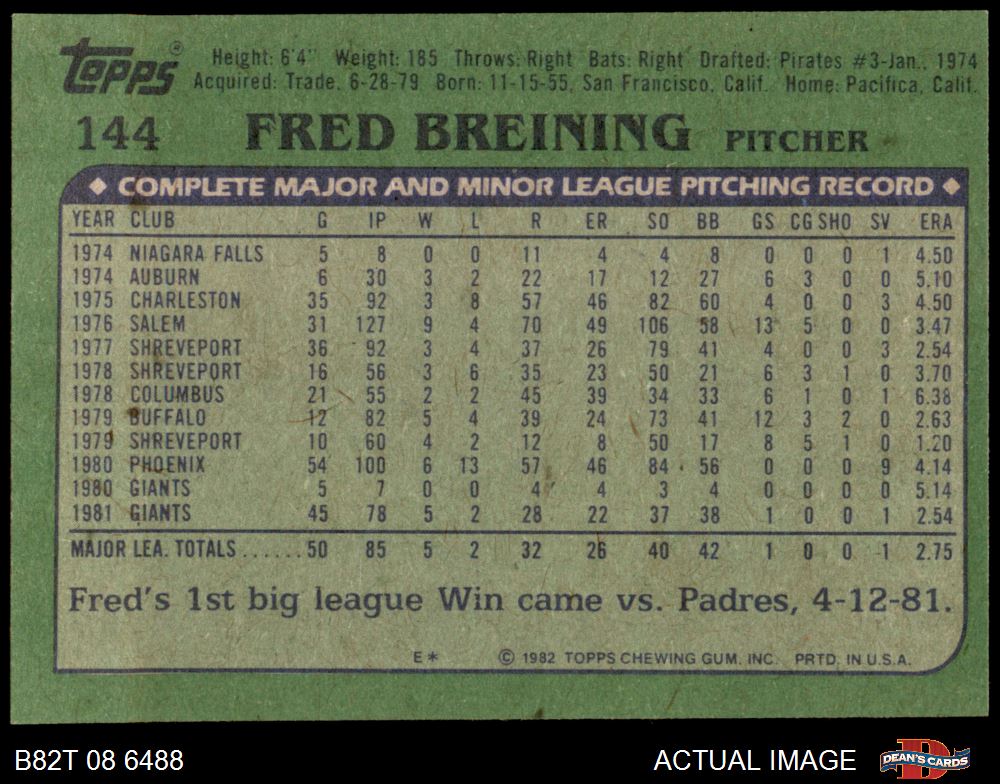 Topps®
Height: 6'4" Weight: 185 Throws: Right Bats: Right Drafted: Pirates #3-Jan., 1974
Acquired: Trade, 6-28-79 Born: 11-15-55, San Francisco, Calif. Home: Pacifica, Calif.
144 FRED BREINING PITCHER
◆ COMPLETE MAJOR AND MINOR LEAGUE PITCHING RECORD ◆
YEAR CLUB G IP W L R ER SO BB GS CG SHO SV ERA
1974 NIAGARA FALLS 5 8 0 0 11 4 4 8 0 0 0 1 4.50
1974 AUBURN 6 30 3 2 22 17 12 27 6 3 0 0 5.10
1975 CHARLESTON 35 92 3 8 57 46 82 60 4 0 0 3 4.50
1976 SALEM 31 127 9 4 70 49 106 58 13 5 0 0 3.47
1977 SHREVEPORT 36 92 3 4 37 26 79 41 4 0 0 3 2.54
1978 SHREVEPORT 16 56 3 6 35 23 50 21 6 3 1 0 3.70
1978 COLUMBUS 21 55 2 2 45 39 34 33 6 1 0 1 6.38
1979 BUFFALO 12 82 5 4 39 24 73 41 12 3 2 0 2.63
1979 SHREVEPORT 10 60 4 2 12 8 50 17 8 5 1 0 1.20
1980 PHOENIX 54 100 6 13 57 46 84 56 0 0 0 9 4.14
1980 GIANTS 5 7 0 0 4 4 3 4 0 0 0 0 5.14
1981 GIANTS 45 78 5 2 28 22 37 38 1 0 0 1 2.54
MAJOR LEA. TOTALS...... 50 85 5 2 32 26 40 42 1 0 0 1 2.75
Fred's 1st big league Win came vs. Padres, 4-12-81.
E* © 1982 TOPPS CHEWING GUM, INC. PRTD. IN U.S.A.
B82T 08 6488 ACTUAL IMAGE DEAN'S CARDS